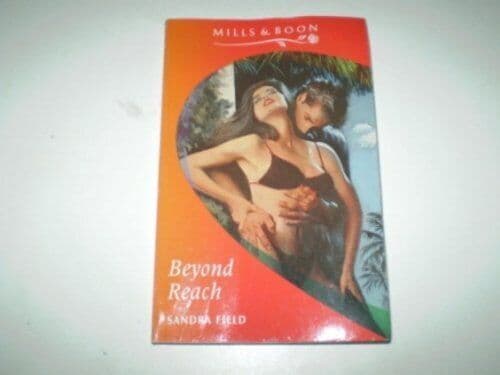 MILLS & BOON
Beyond
Reach
SANDRA FIELD